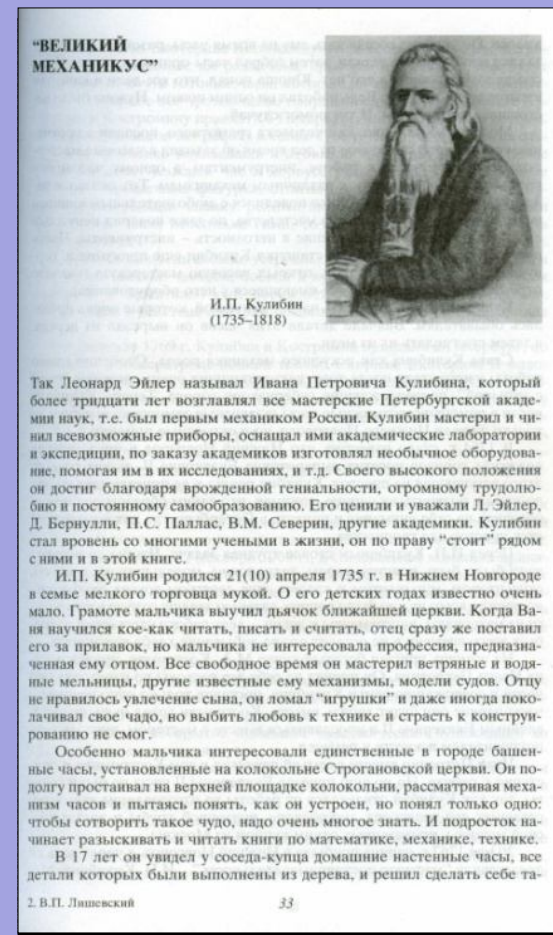 “ВЕЛИКИЙ
МЕХАНИКУС”
И.П. Кулибин
(1735–1818)
Так Леонард Эйлер называл Ивана Петровича Кулибина, который
более тридцати лет возглавлял все мастерские Петербургской акаде-
мии наук, т.е. был первым механиком России. Кулибин мастерил и чи-
нил всевозможные приборы, оснащал ими академические лаборатории
и экспедиции, по заказу академиков изготовлял необычное оборудова-
ние, помогая им в их исследованиях, и т.д. Своего высокого положения
он достиг благодаря врожденной гениальности, огромному трудолю-
бию и постоянному самообразованию. Его ценили и уважали Л. Эйлер,
Д. Бернулли, П.С. Паллас, В.М. Северин, другие академики. Кулибин
стал вровень со многими учеными в жизни, он по праву “стоит” рядом
с ними и в этой книге.
И.П. Кулибин родился 21(10) апреля 1735 г. в Нижнем Новгороде
в семье мелкого торговца мукой. О его детских годах известно очень
мало. Грамоте мальчика выучил дьячок ближайшей церкви. Когда Ва-
ня научился кое-как читать, писать и считать, отец сразу же поставил
его за прилавок, но мальчика не интересовала профессия, предназна-
ченная ему отцом. Все свободное время он мастерил ветряные и водя-
ные мельницы, другие известные ему механизмы, модели судов. Отцу
не нравилось увлечение сына, он ломал “игрушки” и даже иногда поко-
лачивал свое чадо, но выбить любовь к технике и страсть к конструи-
рованию не смог.
Особенно мальчика интересовали единственные в городе башен-
ные часы, установленные на колокольне Строгановской церкви. Он по-
долгу простаивал на верхней площадке колокольни, рассматривая меха-
низм часов и пытаясь понять, как он устроен, но понял только одно:
чтобы сотворить такое чудо, надо очень многое знать. И подросток на-
чинает разыскивать и читать книги по математике, механике, технике.
В 17 лет он увидел у соседа-купца домашние настенные часы, все
детали которых были выполнены из дерева, и решил сделать себе та-
2. В.П. Лишевский
33